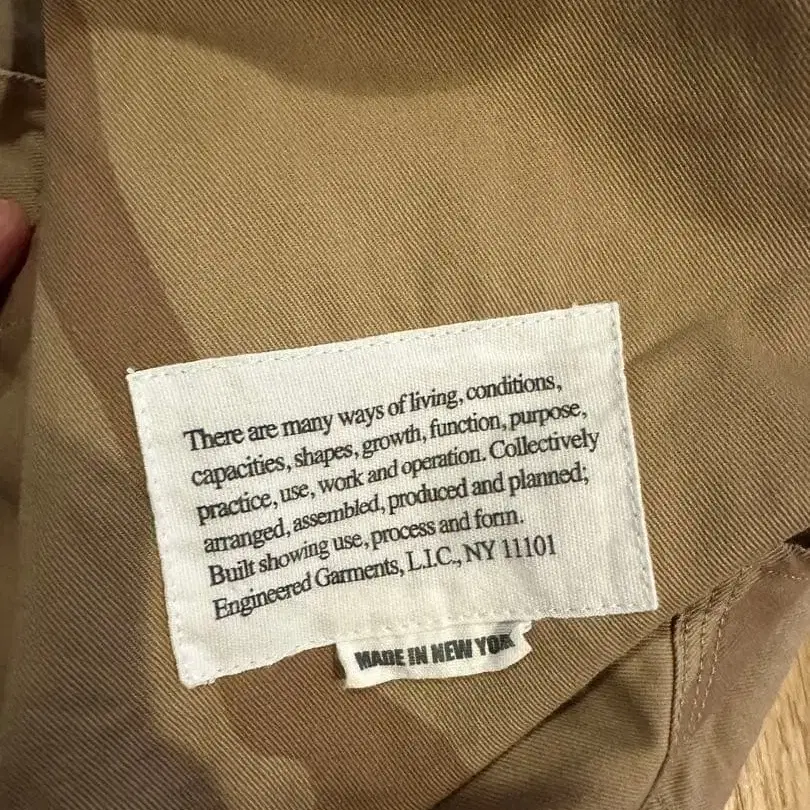 There are many ways of living, conditions,
capacities, shapes, growth, function, purpose,
practice, use, work and operation. Collectively
arranged, assembled, produced and planned;
Built showing use, process and form.
Engineered Garments, L.I.C., NY 11101
MADE IN NEW YORK